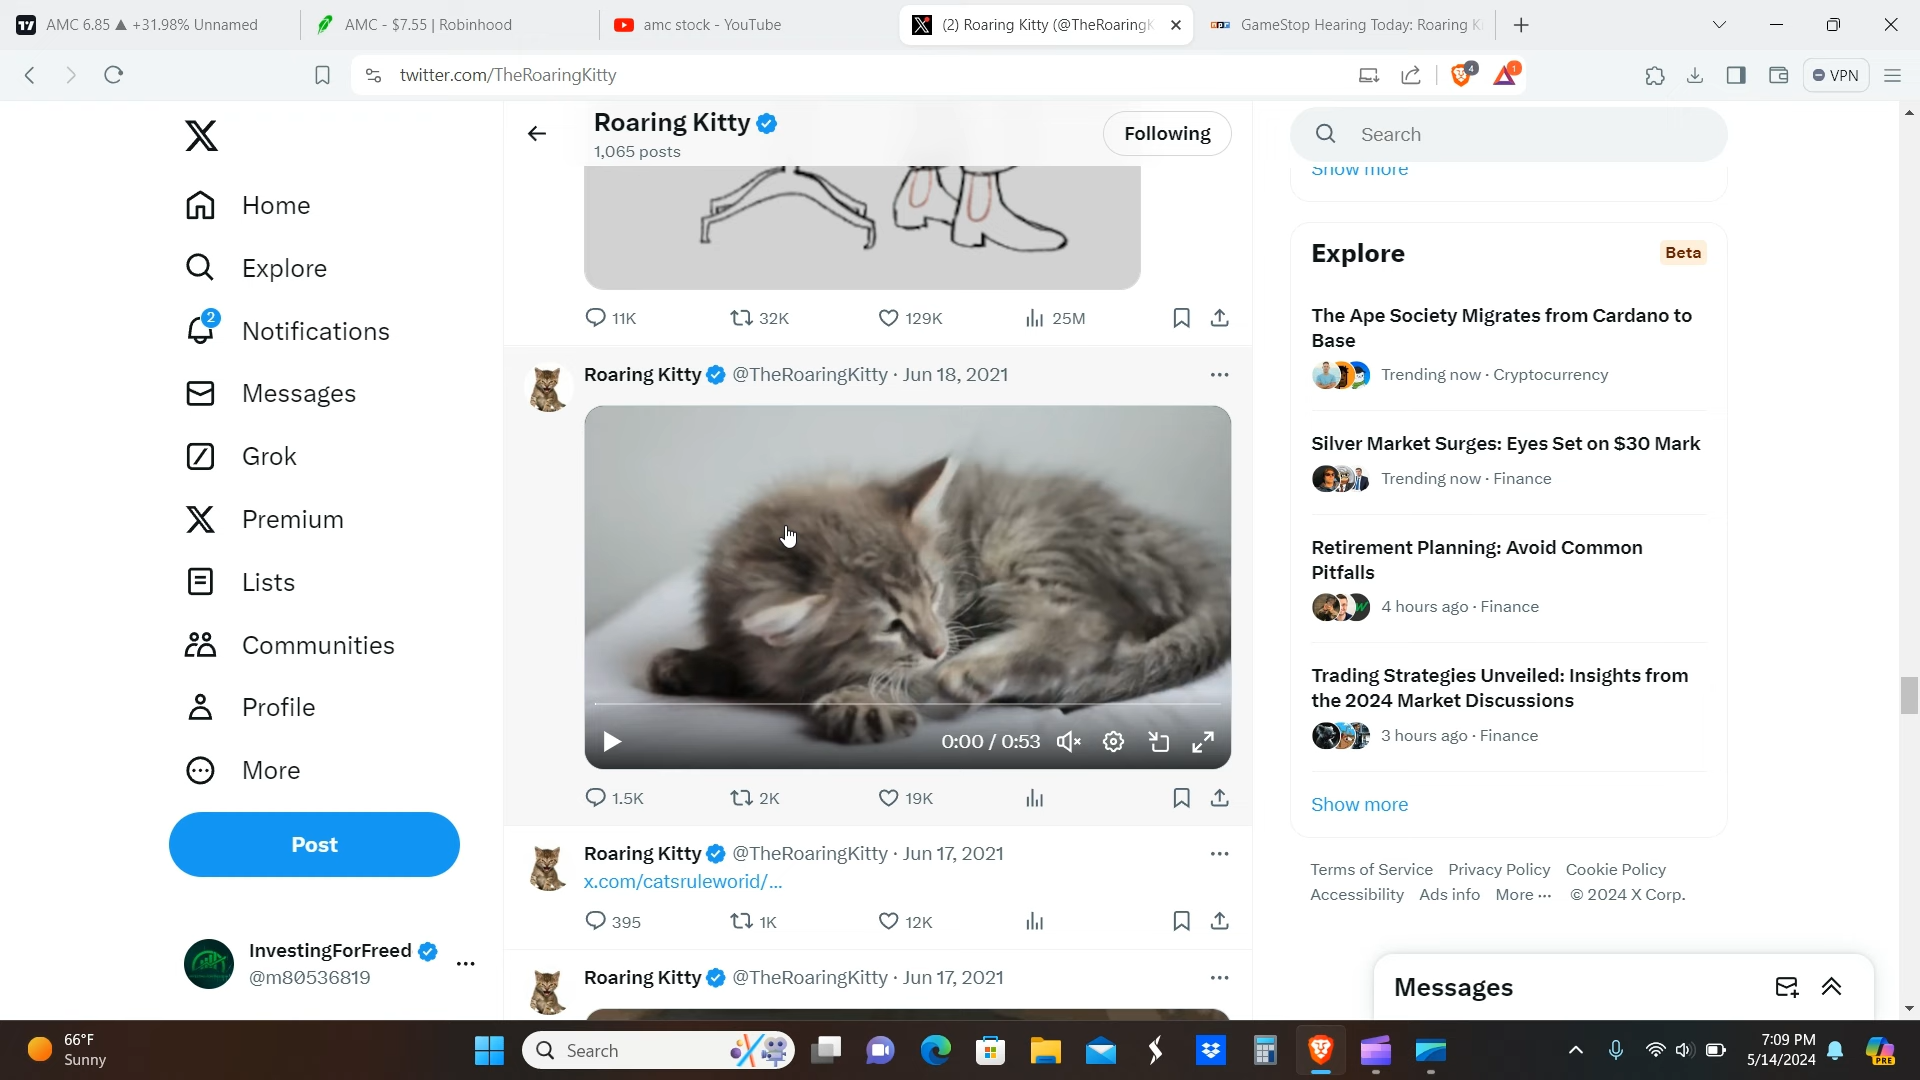 AMC 6.85 ▲ +31.98% Unnamed
AMC - $7.55 | Robinhood
amc stock - YouTube
(2) Roaring Kitty (@TheRoaringK
GameStop Hearing Today: Roaring Ki
twitter.com/TheRoaringKitty
4
1
VPN
Home
Explore
2
Notifications
Messages
Grok
Premium
Lists
Communities
Profile
More
Post
InvestingForFreed
@m80536819
Roaring Kitty
1,065 posts
Following
11K
32K
129K
25M
Roaring Kitty @TheRoaringKitty · Jun 18, 2021
0:00 / 0:53
1.5K
2K
19K
Roaring Kitty @TheRoaringKitty · Jun 17, 2021
x.com/catsruleworid/...
395
1K
12K
Roaring Kitty @TheRoaringKitty · Jun 17, 2021
Search
Show more
Explore
Beta
The Ape Society Migrates from Cardano to
Base
Trending now · Cryptocurrency
Silver Market Surges: Eyes Set on $30 Mark
Trending now · Finance
Retirement Planning: Avoid Common
Pitfalls
4 hours ago · Finance
Trading Strategies Unveiled: Insights from
the 2024 Market Discussions
3 hours ago · Finance
Show more
Terms of Service Privacy Policy Cookie Policy
Accessibility Ads info More ··· © 2024 X Corp.
Messages
66°F
Sunny
Search
7:09 PM
5/14/2024
PRE